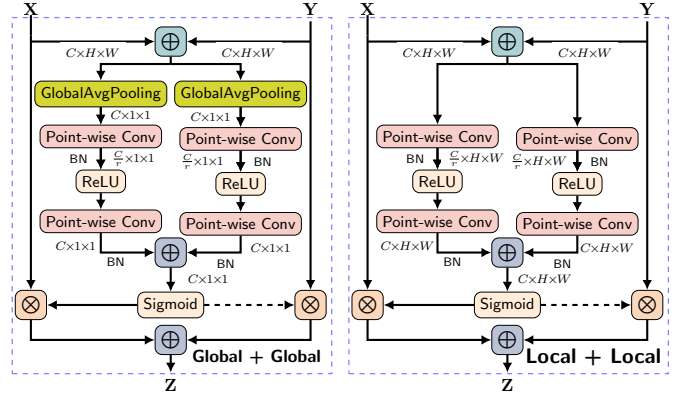 X Y
⊕
C×H×W C×H×W
GlobalAvgPooling GlobalAvgPooling
C×1×1 C×1×1
Point-wise Conv Point-wise Conv
BN C/r×1×1 C/r×1×1 BN
ReLU ReLU
Point-wise Conv Point-wise Conv
C×1×1 ⊕ C×1×1
BN BN
C×1×1
⊗ Sigmoid ⊗
⊕
Global + Global
Z
X Y
⊕
C×H×W C×H×W
Point-wise Conv Point-wise Conv
BN C/r×H×W C/r×H×W BN
ReLU ReLU
Point-wise Conv Point-wise Conv
C×H×W ⊕ C×H×W
BN BN
C×H×W
⊗ Sigmoid ⊗
⊕
Local + Local
Z